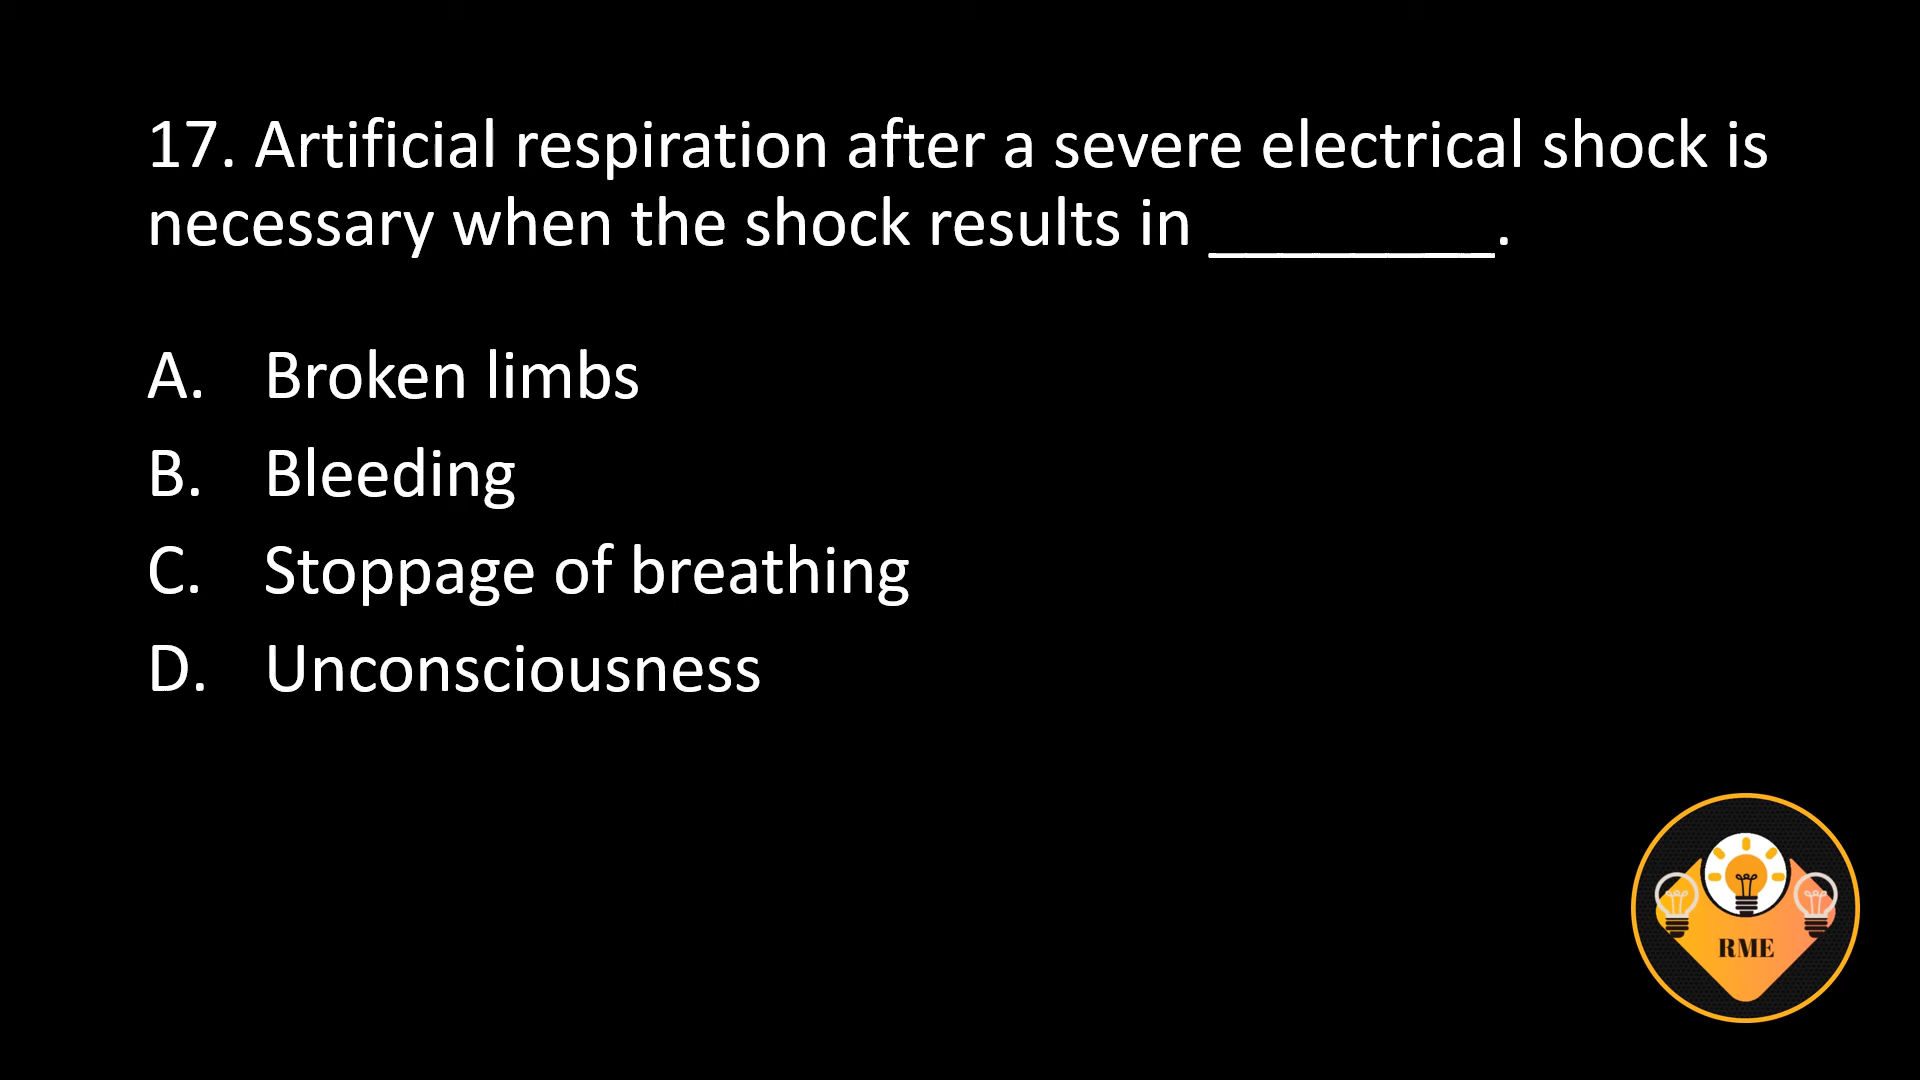 17. Artificial respiration after a severe electrical shock is
necessary when the shock results in ________.
A. Broken limbs
B. Bleeding
C. Stoppage of breathing
D. Unconsciousness
RME